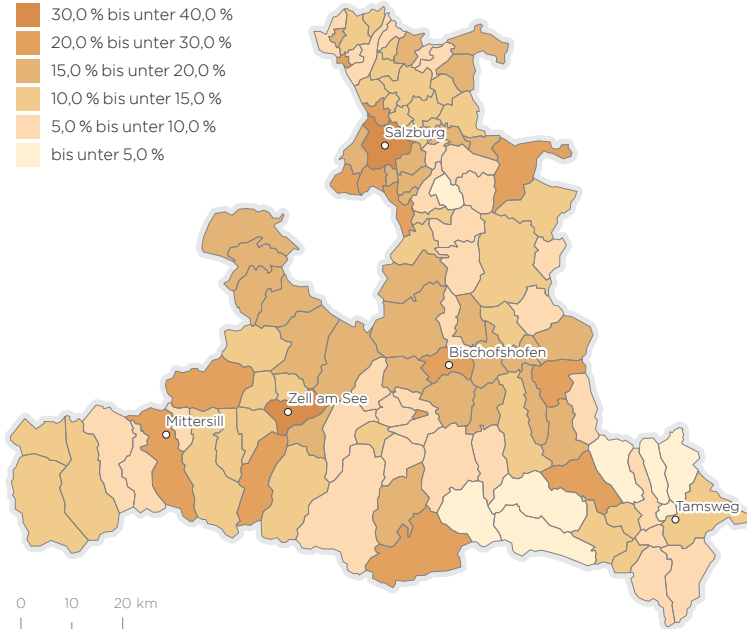 30,0 % bis unter 40,0 %
20,0 % bis unter 30,0 %
15,0 % bis unter 20,0 %
10,0 % bis unter 15,0 %
5,0 % bis unter 10,0 %
bis unter 5,0 %
Salzburg
Bischofshofen
Zell am See
Mittersill
Tamsweg
0 10 20 km